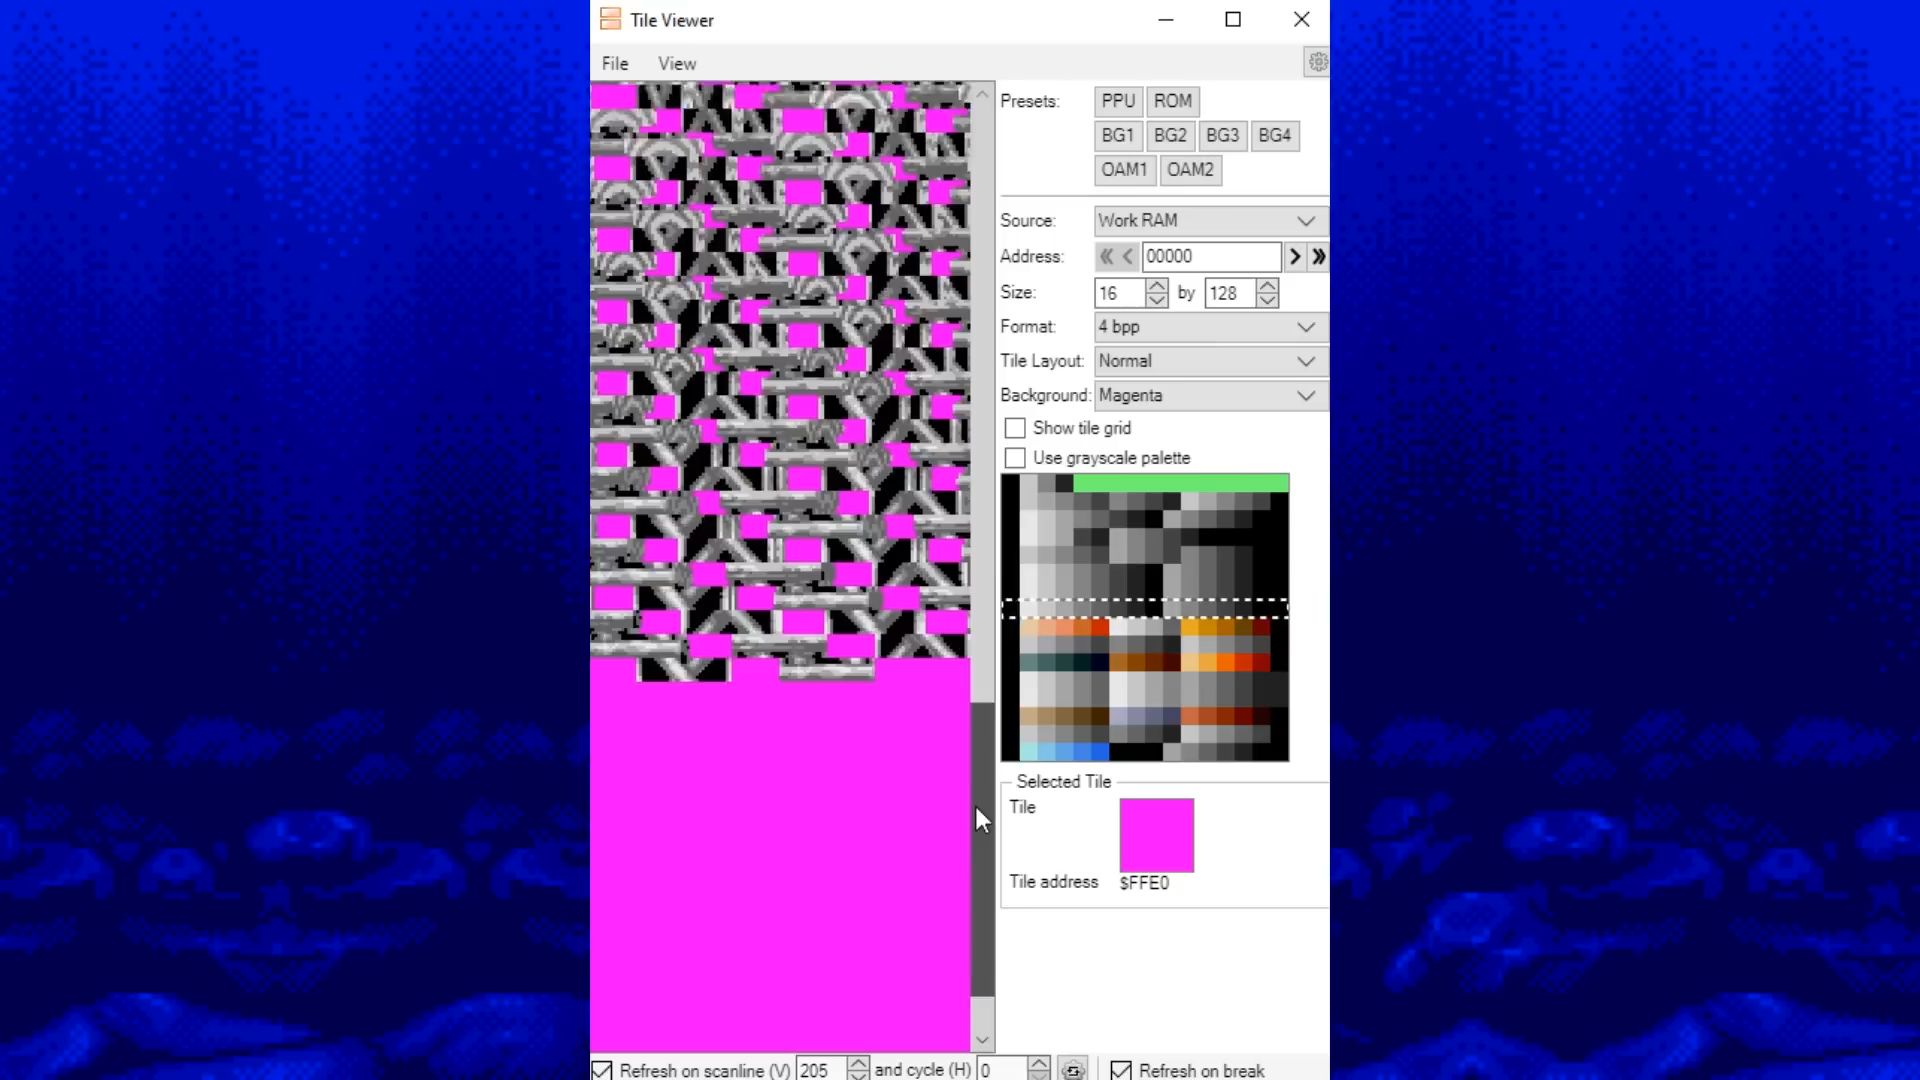 Tile Viewer
File View
Presets: PPU ROM
BG1 BG2 BG3 BG4
OAM1 OAM2
Source: Work RAM
Address: 00000
Size: 16 by 128
Format: 4 bpp
Tile Layout: Normal
Background: Magenta
Show tile grid
Use grayscale palette
Selected Tile
Tile
Tile address $FFE0
Refresh on scanline (V) 205 and cycle (H) 0 Refresh on break